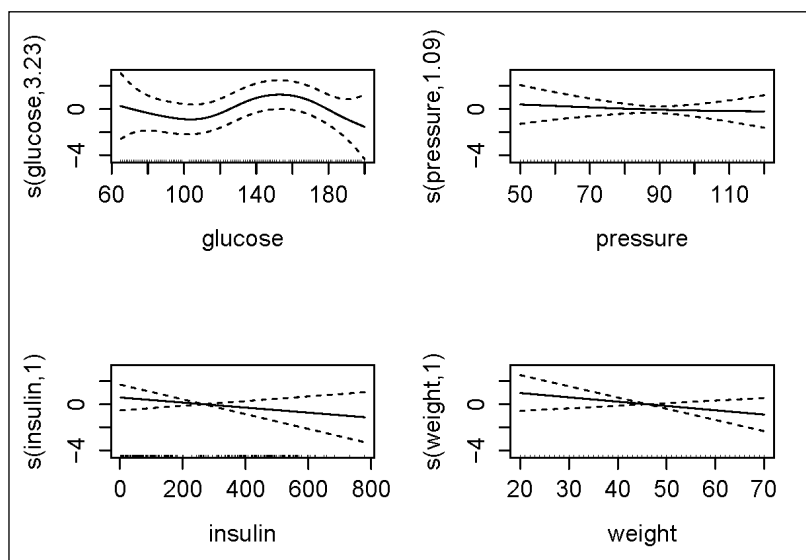 s(glucose,3.23)
0
−4
60 100 140 180
glucose
s(pressure,1.09)
0
−4
50 70 90 110
pressure
s(insulin,1)
0
−4
0 200 400 600 800
insulin
s(weight,1)
0
−4
20 30 40 50 60 70
weight